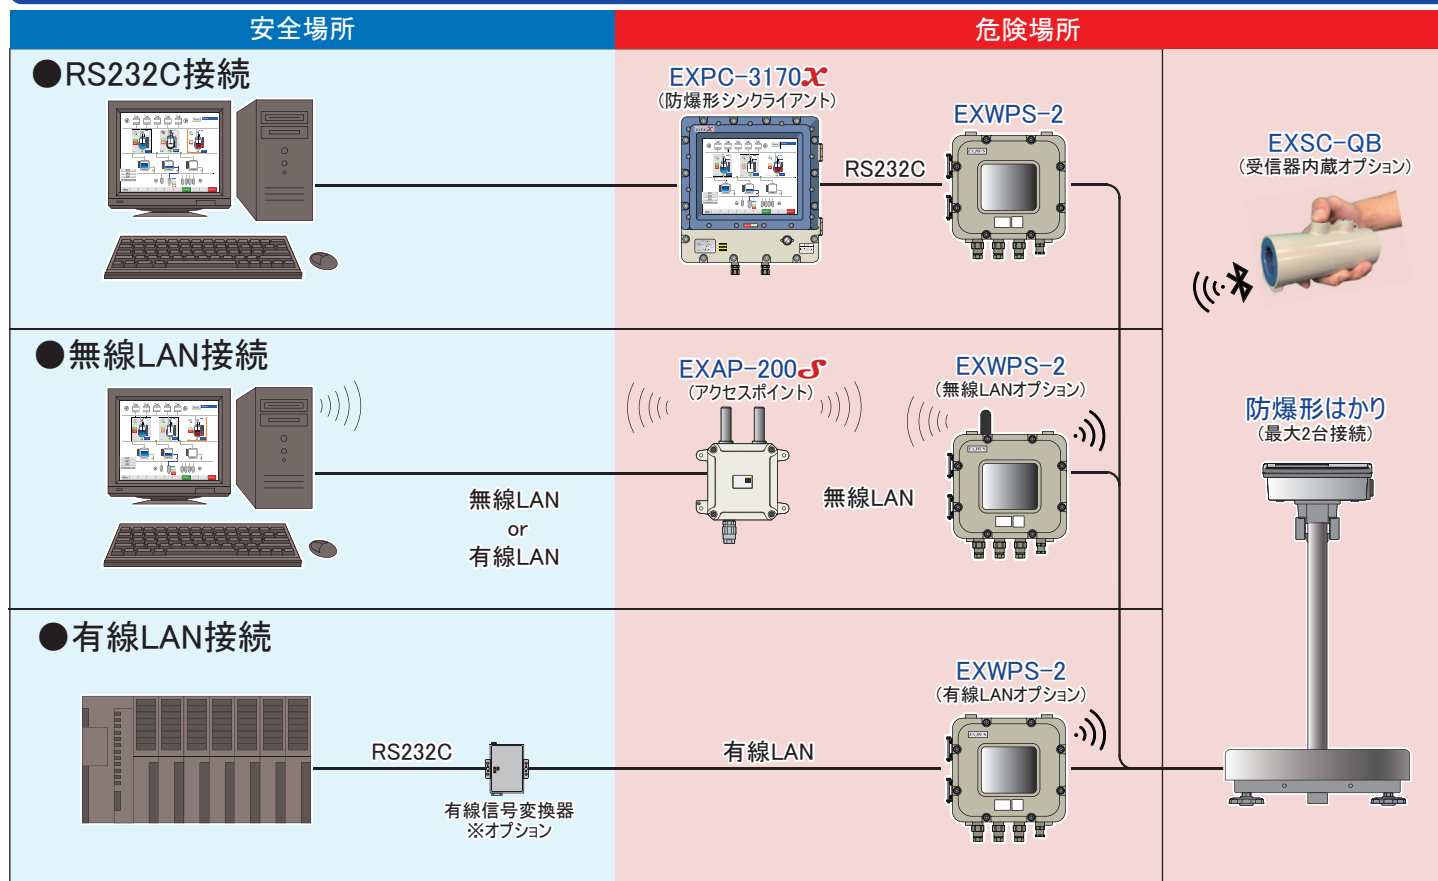 安全場所
危険場所
●RS232C接続
EXPC-3170X
(防爆形シンクライアント)
RS232C
EXWPS-2
EXSC-QB
(受信器内蔵オプション)
●無線LAN接続
無線LAN
or
有線LAN
EXAP-200S
(アクセスポイント)
無線LAN
EXWPS-2
(無線LANオプション)
防爆形はかり
(最大2台接続)
●有線LAN接続
RS232C
有線信号変換器
※オプション
有線LAN
EXWPS-2
(有線LANオプション)